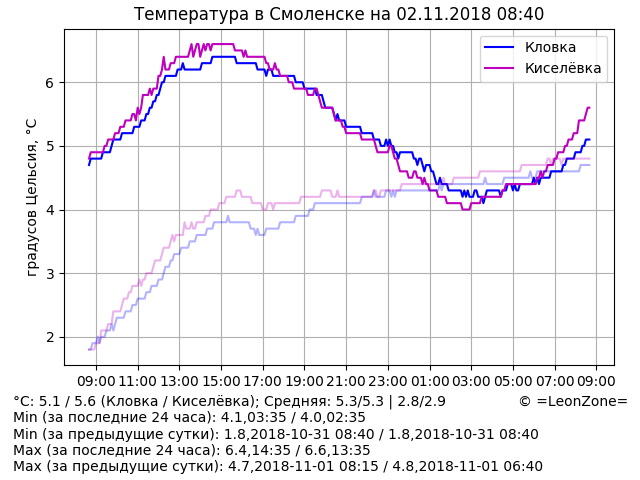 Температура в Смоленске на 02.11.2018 08:40
Кловка
Киселёвка
градусов Цельсия, °C
6
5
4
3
2
09:00 11:00 13:00 15:00 17:00 19:00 21:00 23:00 01:00 03:00 05:00 07:00 09:00
°C: 5.1 / 5.6 (Кловка / Киселёвка); Средняя: 5.3/5.3 | 2.8/2.9 © =LeonZone=
Min (за последние 24 часа): 4.1,03:35 / 4.0,02:35
Min (за предыдущие сутки): 1.8,2018-10-31 08:40 / 1.8,2018-10-31 08:40
Max (за последние 24 часа): 6.4,14:35 / 6.6,13:35
Max (за предыдущие сутки): 4.7,2018-11-01 08:15 / 4.8,2018-11-01 06:40